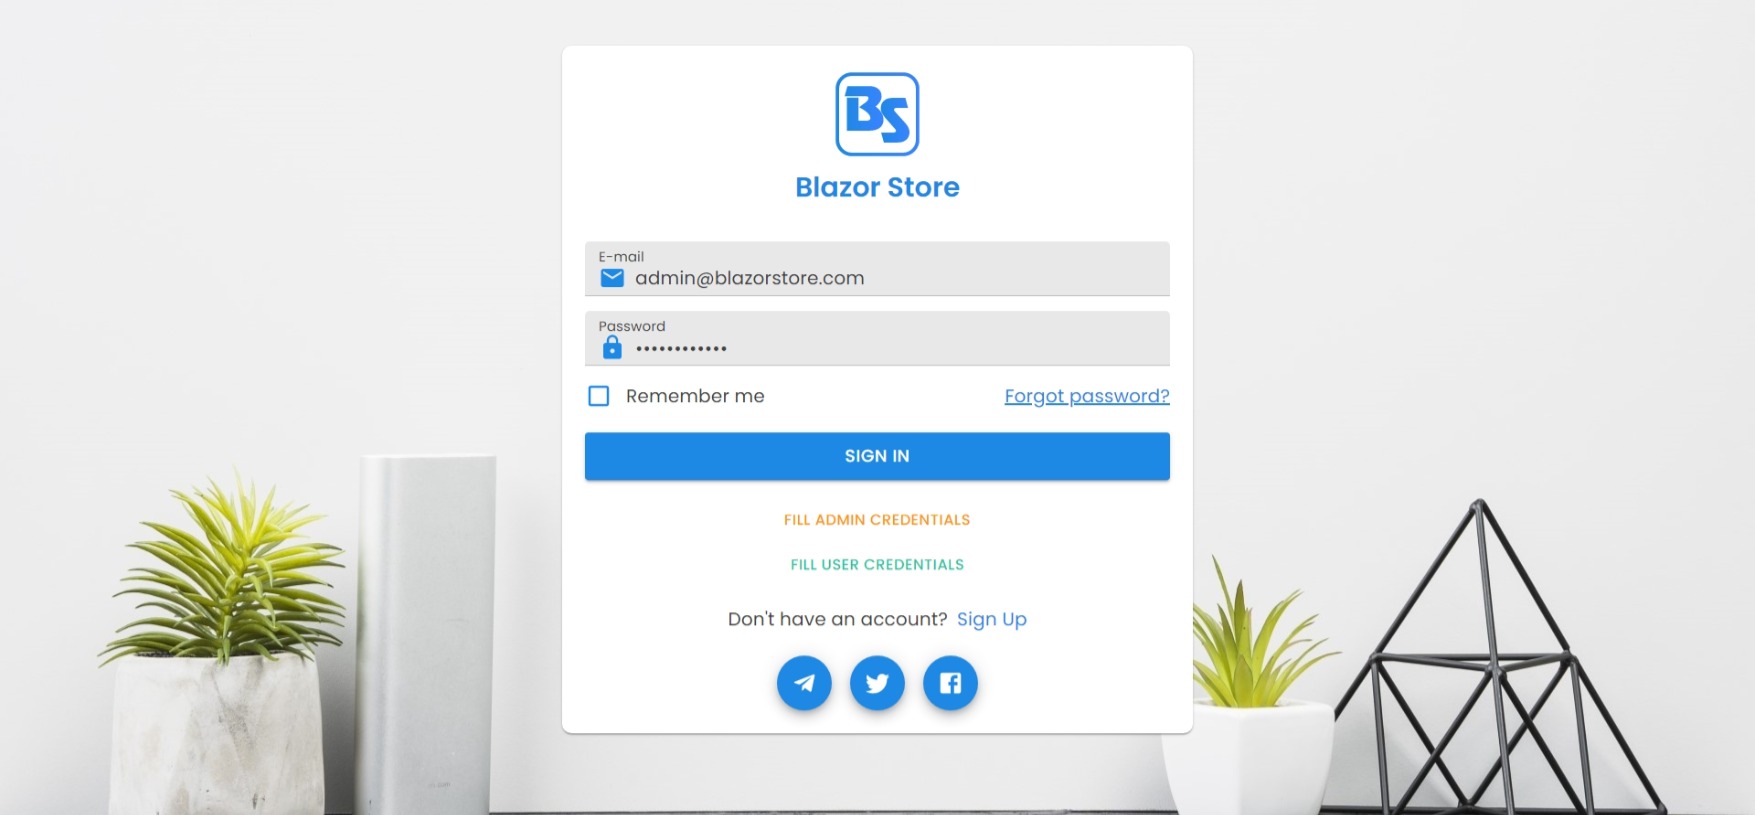 BS
Blazor Store
E-mail
admin@blazorstore.com
Password
••••••••••••
Remember me
Forgot password?
SIGN IN
FILL ADMIN CREDENTIALS
FILL USER CREDENTIALS
Don't have an account? Sign Up